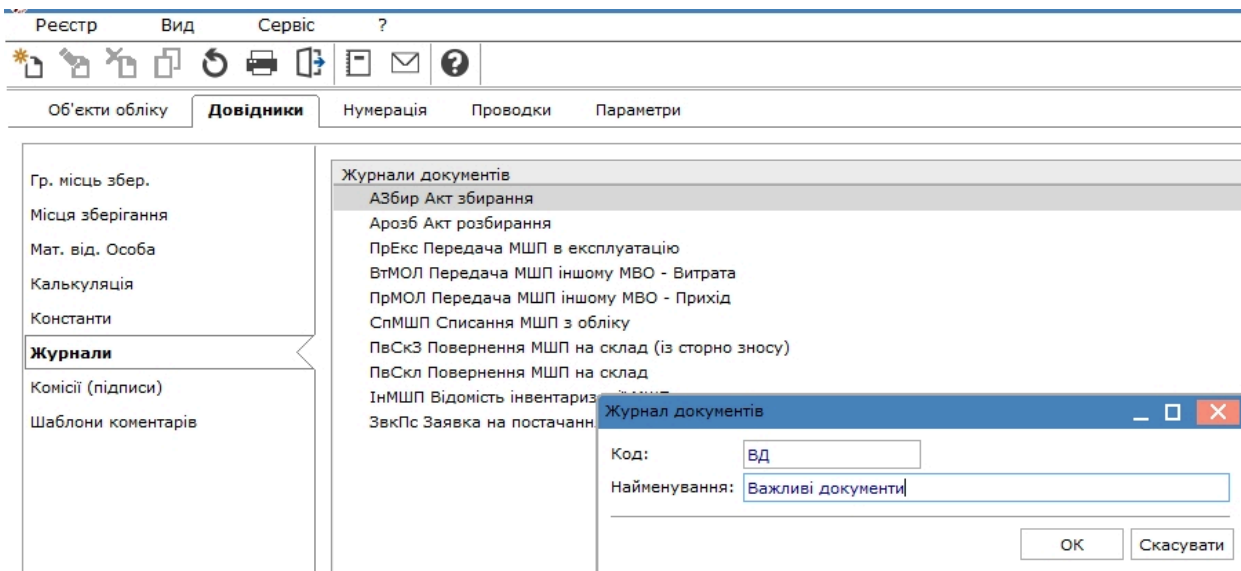 Реєстр Вид Сервіс ?
Об'єкти обліку Довідники Нумерація Проводки Параметри
Гр. місць збер.
Місця зберігання
Мат. від. Особа
Калькуляція
Константи
Журнали
Комісії (підписи)
Шаблони коментарів
Журнали документів
АЗбир Акт збирання
Арозб Акт розбирання
ПрЕкс Передача МШП в експлуатацію
ВтМОЛ Передача МШП іншому МВО - Витрата
ПрМОЛ Передача МШП іншому МВО - Прихід
СпМШП Списання МШП з обліку
ПвСкЗ Повернення МШП на склад (із сторно зносу)
ПвСкл Повернення МШП на склад
ІнМШП Відомість
ЗвкПс Заявка на
Журнал документів
Код: ВД
Найменування: Важливі документи
ОК Скасувати